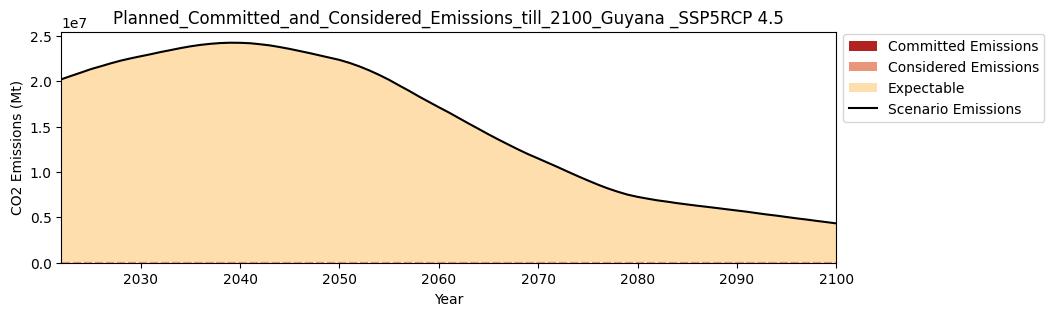 Planned_Committed_and_Considered_Emissions_till_2100_Guyana _SSP5RCP 4.5
1e7
2.5
2.0
1.5
1.0
0.5
0.0
CO2 Emissions (Mt)
2030 2040 2050 2060 2070 2080 2090 2100
Year
Committed Emissions
Considered Emissions
Expectable
Scenario Emissions